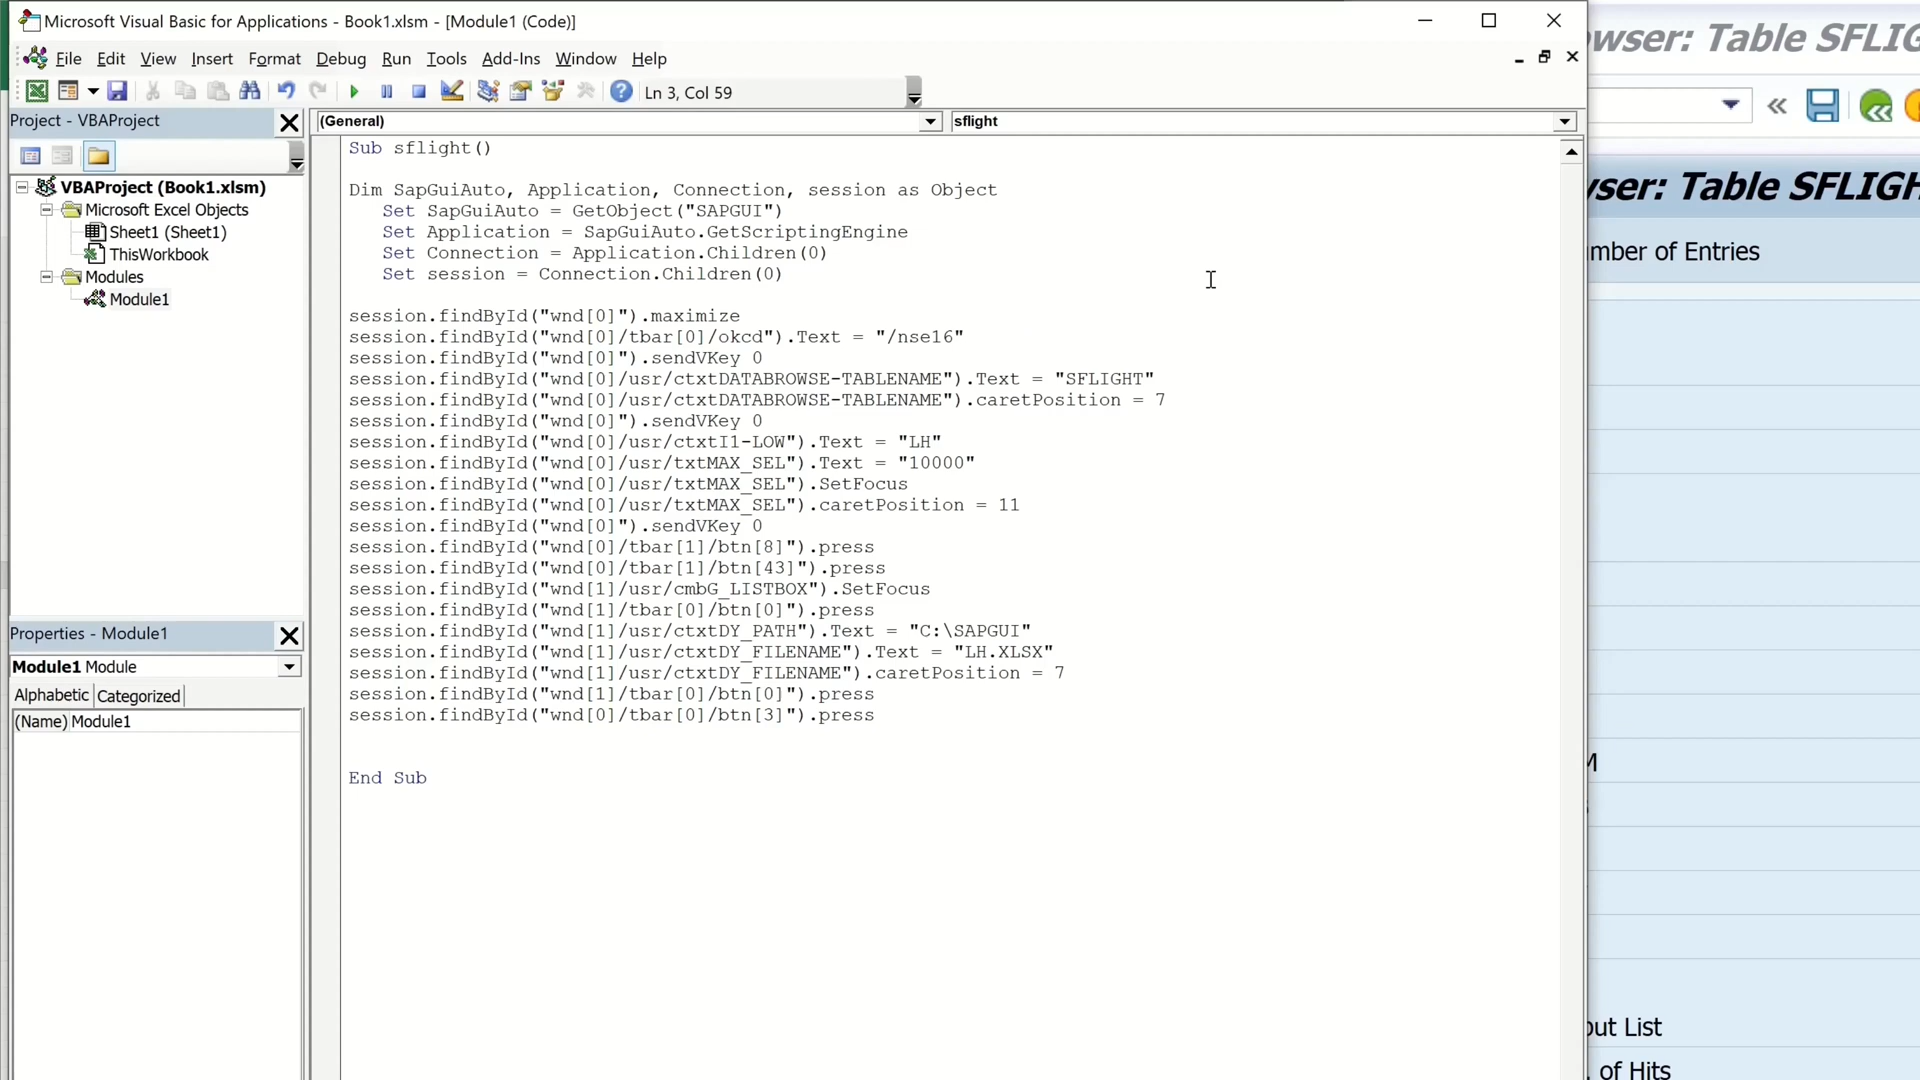 Microsoft Visual Basic for Applications - Book1.xlsm - [Module1 (Code)]
File Edit View Insert Format Debug Run Tools Add-Ins Window Help
Ln 3, Col 59
Project - VBAProject
VBAProject (Book1.xlsm)
Microsoft Excel Objects
Sheet1 (Sheet1)
ThisWorkbook
Modules
Module1
Properties - Module1
Module1 Module
Alphabetic Categorized
(Name) Module1
(General) sflight
Sub sflight()
Dim SapGuiAuto, Application, Connection, session as Object
Set SapGuiAuto = GetObject("SAPGUI")
Set Application = SapGuiAuto.GetScriptingEngine
Set Connection = Application.Children(0)
Set session = Connection.Children(0)
session.findById("wnd[0]").maximize
session.findById("wnd[0]/tbar[0]/okcd").Text = "/nse16"
session.findById("wnd[0]").sendVKey 0
session.findById("wnd[0]/usr/ctxtDATABROWSE-TABLENAME").Text = "SFLIGHT"
session.findById("wnd[0]/usr/ctxtDATABROWSE-TABLENAME").caretPosition = 7
session.findById("wnd[0]").sendVKey 0
session.findById("wnd[0]/usr/ctxtI1-LOW").Text = "LH"
session.findById("wnd[0]/usr/txtMAX_SEL").Text = "10000"
session.findById("wnd[0]/usr/txtMAX_SEL").SetFocus
session.findById("wnd[0]/usr/txtMAX_SEL").caretPosition = 11
session.findById("wnd[0]").sendVKey 0
session.findById("wnd[0]/tbar[1]/btn[8]").press
session.findById("wnd[0]/tbar[1]/btn[43]").press
session.findById("wnd[1]/usr/cmbG_LISTBOX").SetFocus
session.findById("wnd[1]/tbar[0]/btn[0]").press
session.findById("wnd[1]/usr/ctxtDY_PATH").Text = "C:\SAPGUI"
session.findById("wnd[1]/usr/ctxtDY_FILENAME").Text = "LH.XLSX"
session.findById("wnd[1]/usr/ctxtDY_FILENAME").caretPosition = 7
session.findById("wnd[1]/tbar[0]/btn[0]").press
session.findById("wnd[0]/tbar[0]/btn[3]").press
End Sub
wser: Table SFLIG
ser: Table SFLIGH
mber of Entries
M
out List
. of Hits